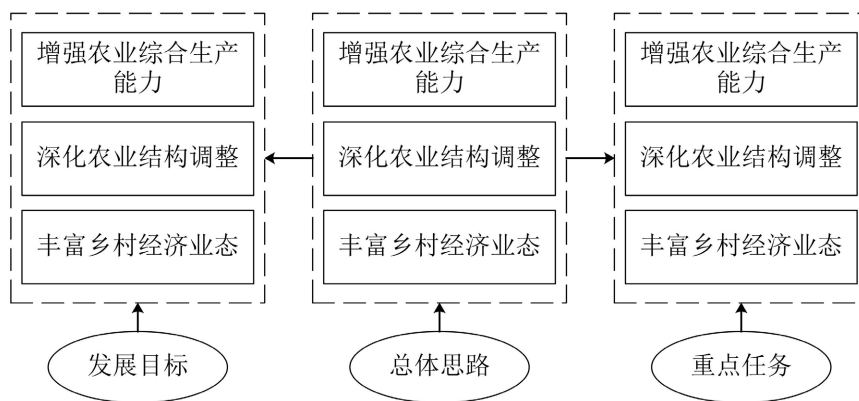 增强农业综合生产
能力
深化农业结构调整
丰富乡村经济业态
发展目标
增强农业综合生产
能力
深化农业结构调整
丰富乡村经济业态
总体思路
增强农业综合生产
能力
深化农业结构调整
丰富乡村经济业态
重点任务